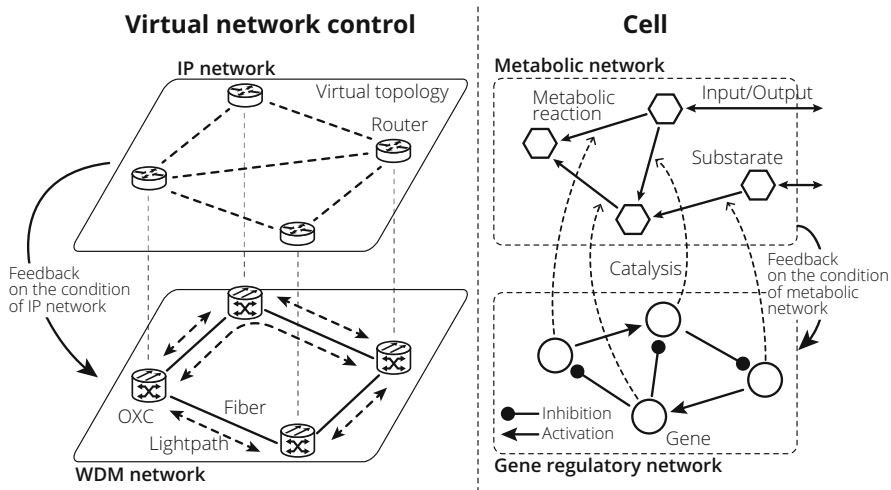 Virtual network control
IP network
Virtual topology
Router
Feedback
on the condition
of IP network
OXC
Fiber
Lightpath
WDM network
Cell
Metabolic network
Metabolic
reaction
Input/Output
Substarate
Catalysis
Feedback
on the condition
of metabolic
network
Inhibition
Activation
Gene
Gene regulatory network